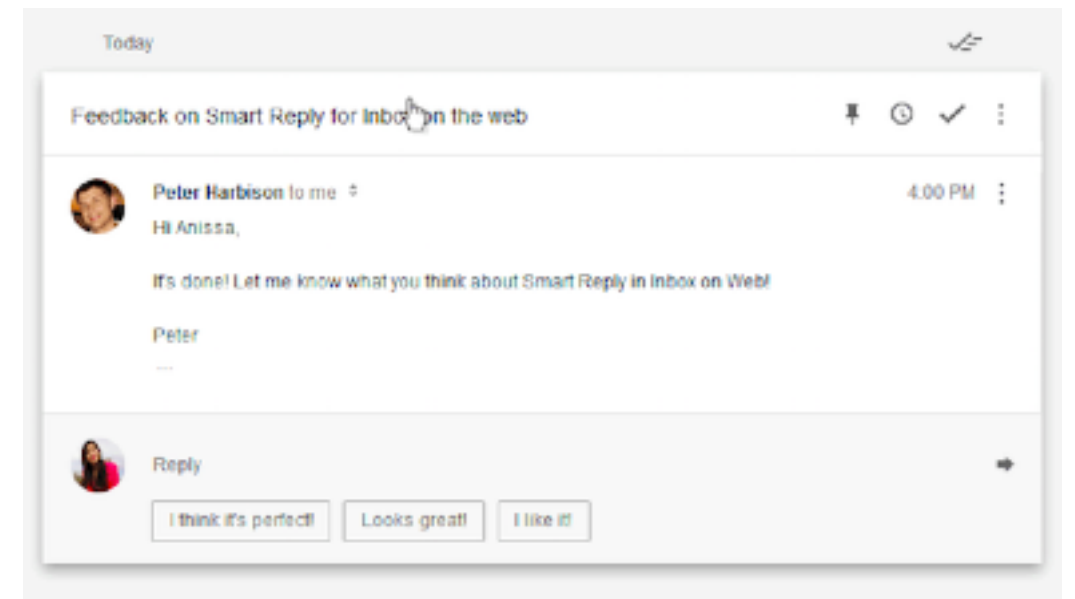 Today
Feedback on Smart Reply for Inbox on the web
Peter Harbison to me
4:00 PM
Hi Anissa,
It's done! Let me know what you think about Smart Reply in Inbox on Web!
Peter
Reply
I think it's perfect!
Looks great!
I like it!